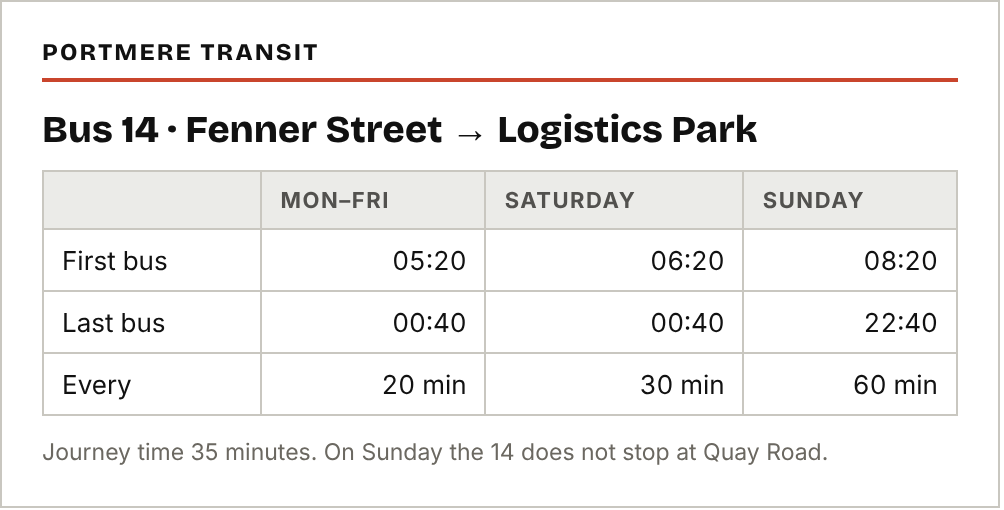 PORTMERE TRANSIT
Bus 14 · Fenner Street → Logistics Park
MON–FRI SATURDAY SUNDAY
First bus 05:20 06:20 08:20
Last bus 00:40 00:40 22:40
Every 20 min 30 min 60 min
Journey time 35 minutes. On Sunday the 14 does not stop at Quay Road.